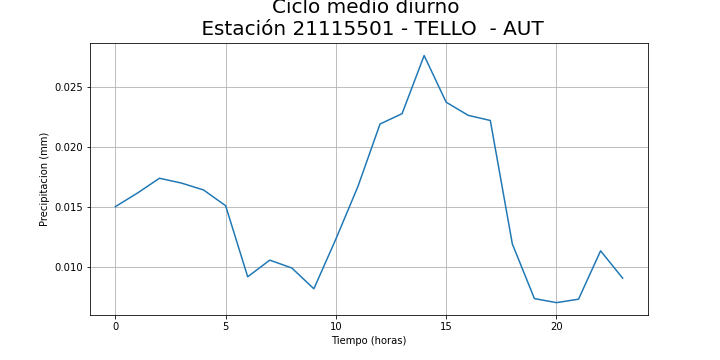 Ciclo medio diurno
Estación 21115501 - TELLO  - AUT
0.025
0.020
0.015
0.010
Precipitacion (mm)
0
5
10
15
20
Tiempo (horas)